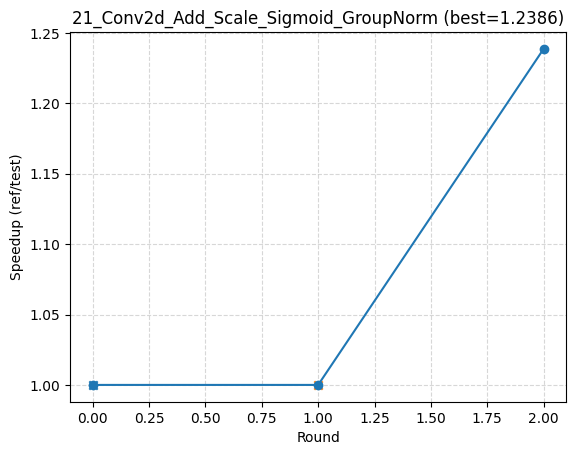 21_Conv2d_Add_Scale_Sigmoid_GroupNorm (best=1.2386)
1.25
1.20
1.15
1.10
1.05
1.00
Speedup (ref/test)
0.00 0.25 0.50 0.75 1.00 1.25 1.50 1.75 2.00
Round